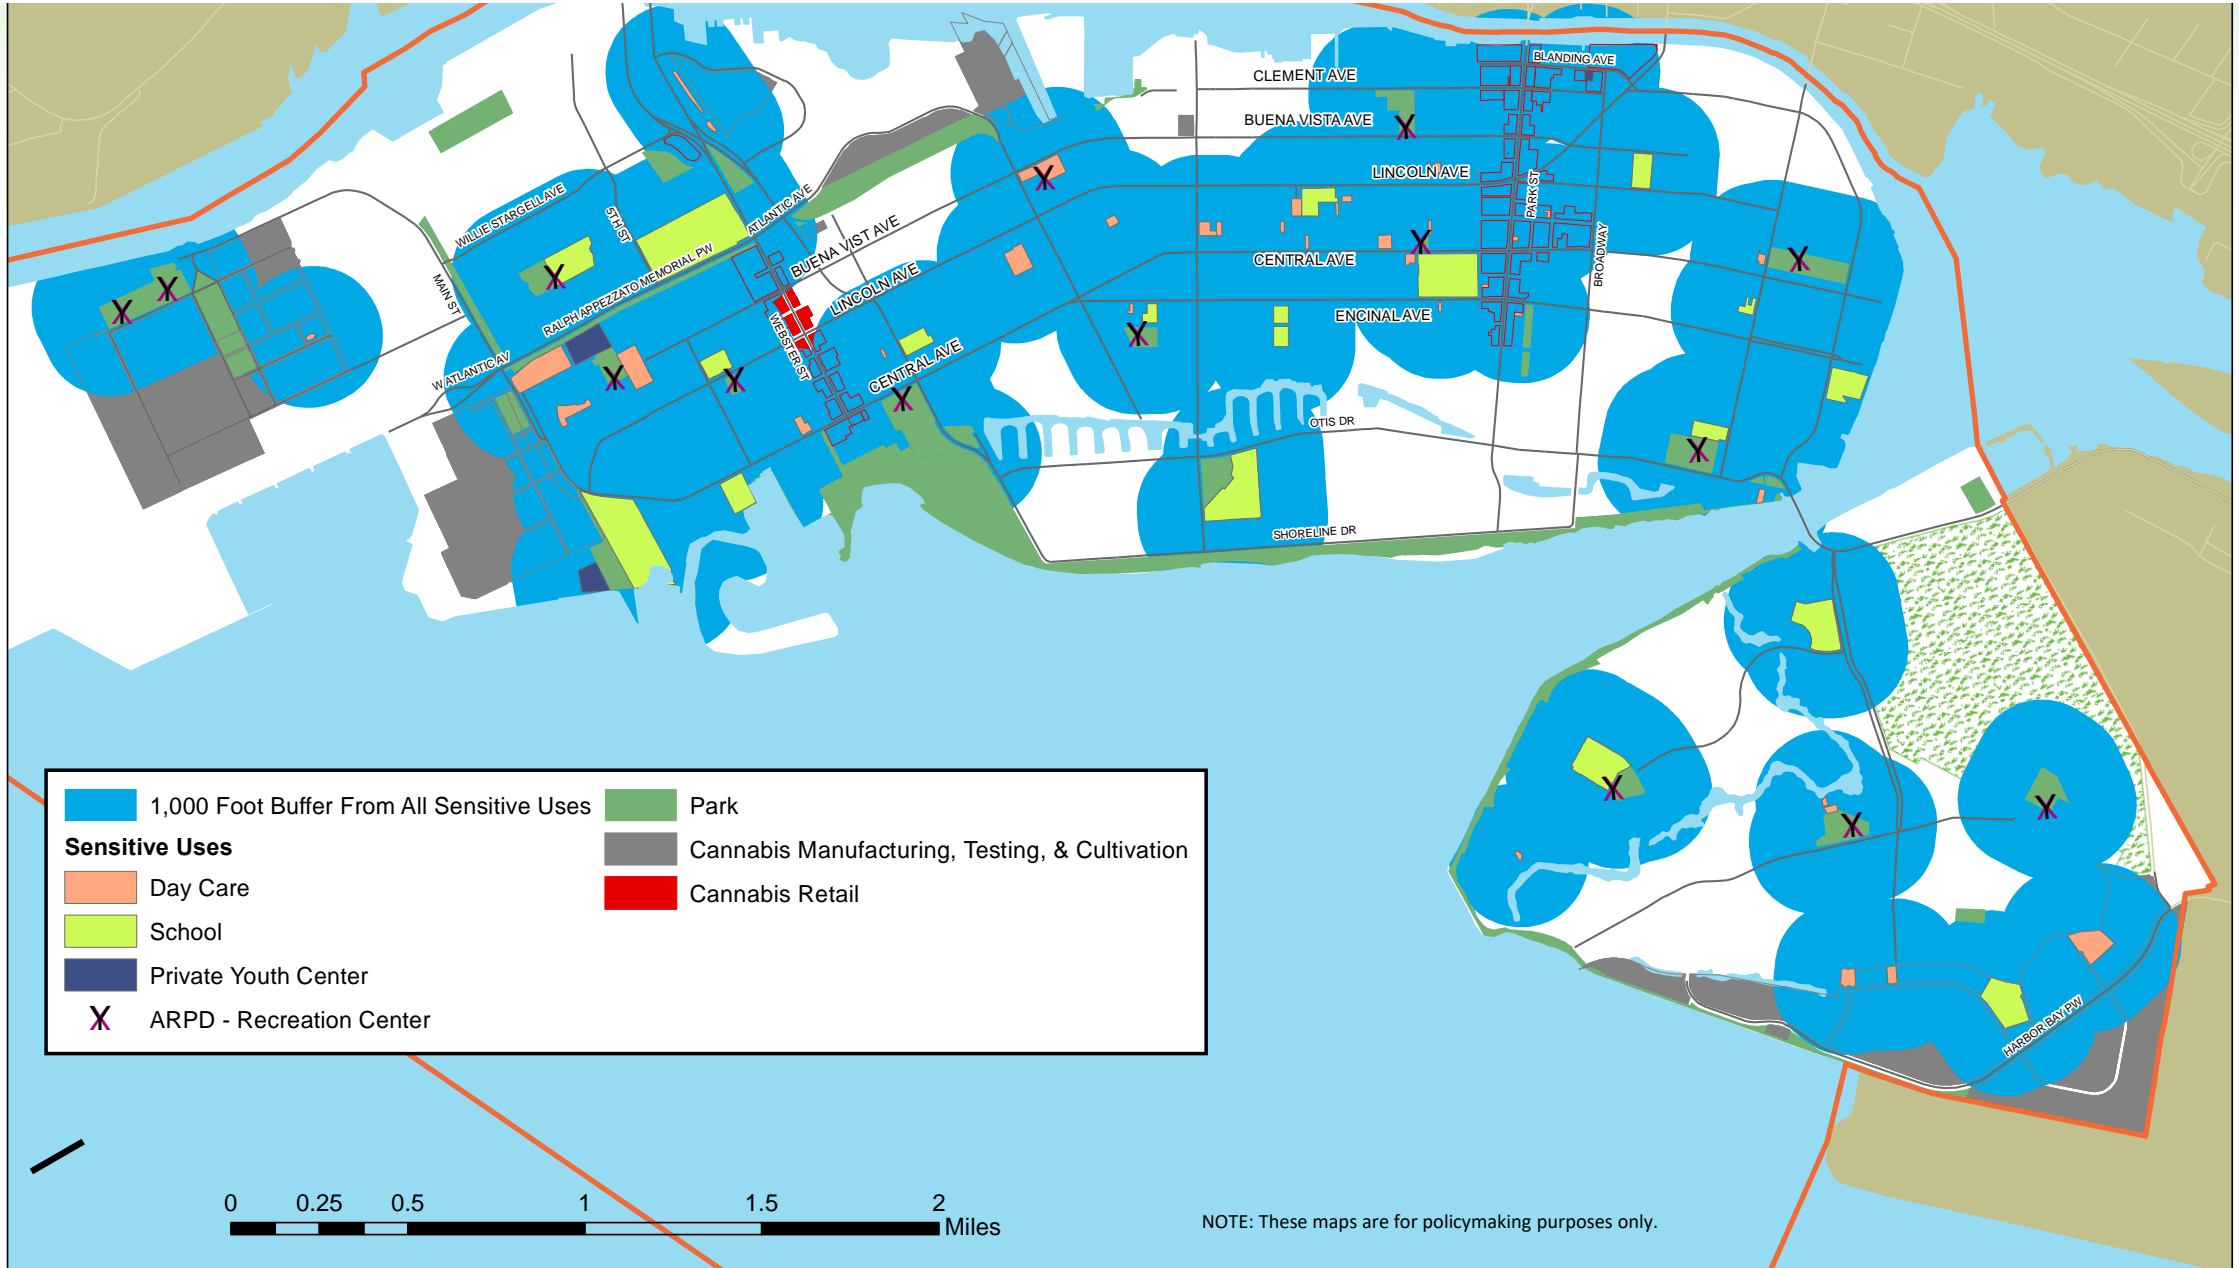 BLANDING AVE
CLEMENT AVE
BUENA VISTA AVE
LINCOLN AVE
PARK ST
WILLIE STARGELL AVE
5TH ST
ATLANTIC AVE
BUENA VIST AVE
CENTRAL AVE
BROADWAY
RALPH APPEZZATO MEMORIAL PW
MAIN ST
LINCOLN AVE
ENCINAL AVE
WEBSTER ST
W ATLANTIC AV
CENTRAL AVE
OTIS DR
SHORELINE DR
HARBOR BAY PW
1,000 Foot Buffer From All Sensitive Uses
Sensitive Uses
Day Care
School
Private Youth Center
ARPD - Recreation Center
Park
Cannabis Manufacturing, Testing, & Cultivation
Cannabis Retail
0 0.25 0.5 1 1.5 2
Miles
NOTE: These maps are for policymaking purposes only.